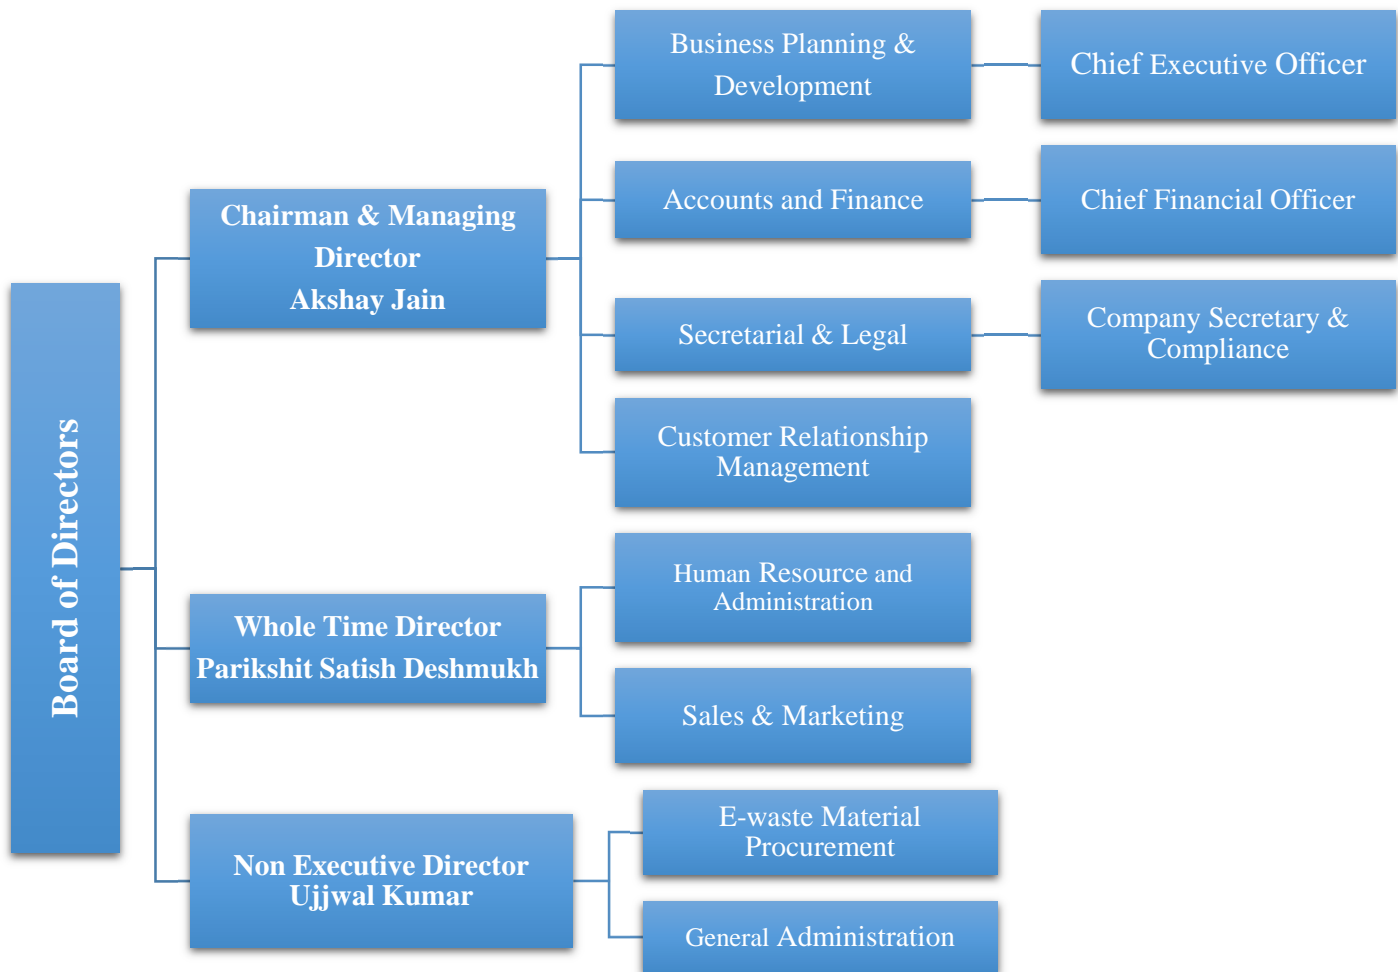 Board of Directors
Chairman & Managing
Director
Akshay Jain
Business Planning &
Development
Chief Executive Officer
Accounts and Finance
Chief Financial Officer
Secretarial & Legal
Company Secretary &
Compliance
Customer Relationship
Management
Whole Time Director
Parikshit Satish Deshmukh
Human Resource and
Administration
Sales & Marketing
Non Executive Director
Ujjwal Kumar
E-waste Material
Procurement
General Administration